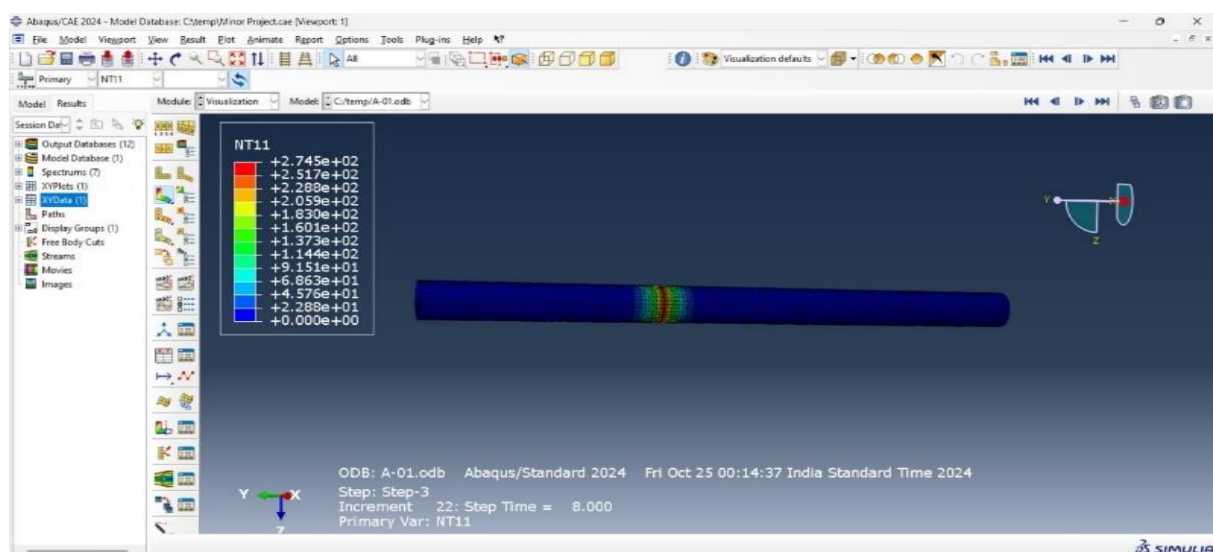 Abaqus/CAE 2024 - Model Database: C:\temp\Minor Project.cae [Viewport: 1]
File Model Viewport View Result Plot Animate Report Options Tools Plug-ins Help
All Visualization defaults
Primary NT11
Model Results Module: Visualization Model: C:/temp/A-01.odb
Session Dat
Output Databases (12)
Model Database (1)
Spectrums (7)
XYPlots (1)
XYData (1)
Paths
Display Groups (1)
Free Body Cuts
Streams
Movies
Images
NT11
+2.745e+02
+2.517e+02
+2.288e+02
+2.059e+02
+1.830e+02
+1.601e+02
+1.373e+02
+1.144e+02
+9.151e+01
+6.863e+01
+4.576e+01
+2.288e+01
+0.000e+00
Y X
Z
ODB: A-01.odb Abaqus/Standard 2024 Fri Oct 25 00:14:37 India Standard Time 2024
Step: Step-3
Increment 22: Step Time = 8.000
Primary Var: NT11
Y X
Z
SIMULIA